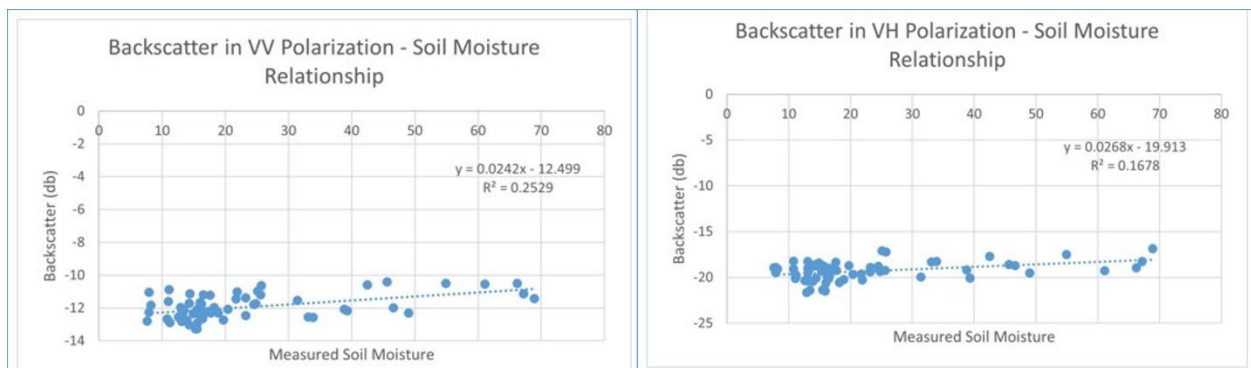 Backscatter in VV Polarization - Soil Moisture
Relationship
0
0 10 20 30 40 50 60 70 80
-2
-4
-6
-8
-10
-12
-14
y = 0.0242x - 12.499
R² = 0.2529
Backscatter (db)
Measured Soil Moisture
Backscatter in VH Polarization - Soil Moisture
Relationship
0
0 10 20 30 40 50 60 70 80
-5
-10
-15
-20
-25
y = 0.0268x - 19.913
R² = 0.1678
Backscatter (db)
Measured Soil Moisture